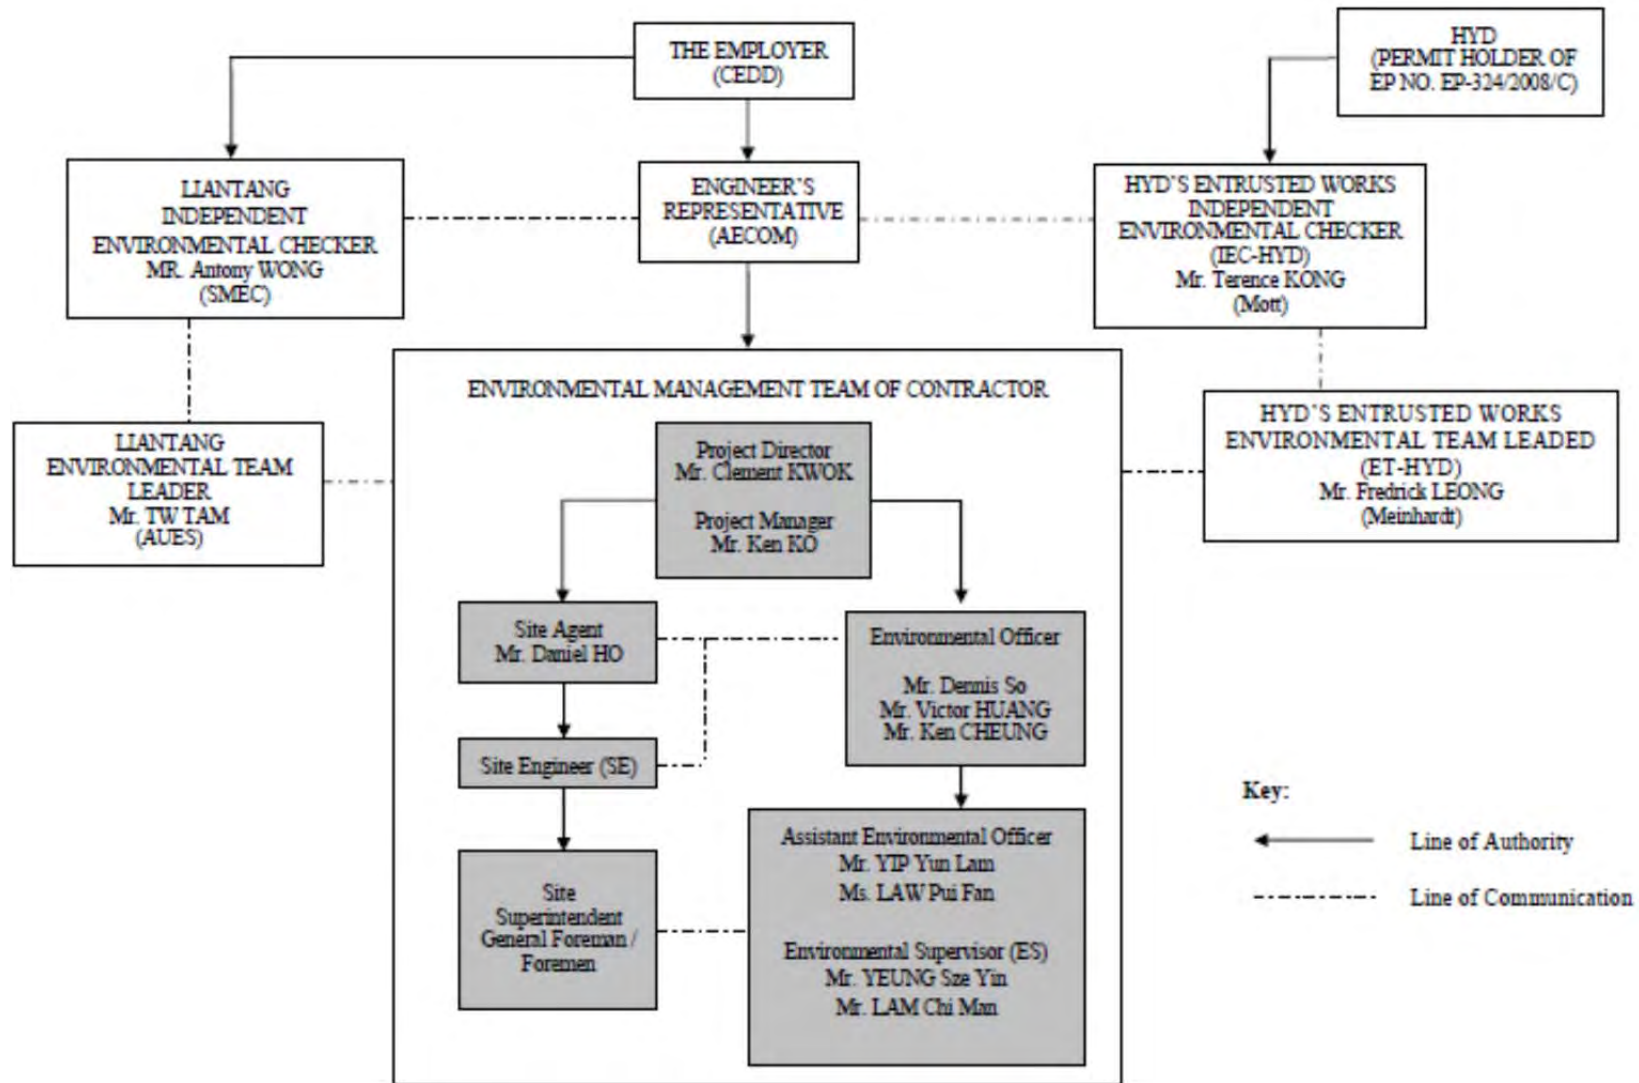 THE EMPLOYER
(CEDD)
HYD
(PERMIT HOLDER OF
EP NO. EP-324/2008/C)
LIANTANG
INDEPENDENT
ENVIRONMENTAL CHECKER
MR. Antony WONG
(SMEC)
ENGINEER'S
REPRESENTATIVE
(AECOM)
HYD'S ENTRUSTED WORKS
INDEPENDENT
ENVIRONMENTAL CHECKER
(IEC-HYD)
Mr. Terence KONG
(Mott)
ENVIRONMENTAL MANAGEMENT TEAM OF CONTRACTOR
LIANTANG
ENVIRONMENTAL TEAM
LEADER
Mr. TW TAM
(AUES)
Project Director
Mr. Clement KWOK
Project Manager
Mr. Ken KO
HYD'S ENTRUSTED WORKS
ENVIRONMENTAL TEAM LEADED
(ET-HYD)
Mr. Fredrick LEONG
(Meinhardt)
Site Agent
Mr. Daniel HO
Environmental Officer
Mr. Dennis So
Mr. Victor HUANG
Mr. Ken CHEUNG
Site Engineer (SE)
Site
Superintendent
General Foreman /
Foremen
Assistant Environmental Officer
Mr. YIP Yun Lam
Ms. LAW Pui Fan
Environmental Supervisor (ES)
Mr. YEUNG Sze Yin
Mr. LAM Chi Man
Key:
Line of Authority
Line of Communication